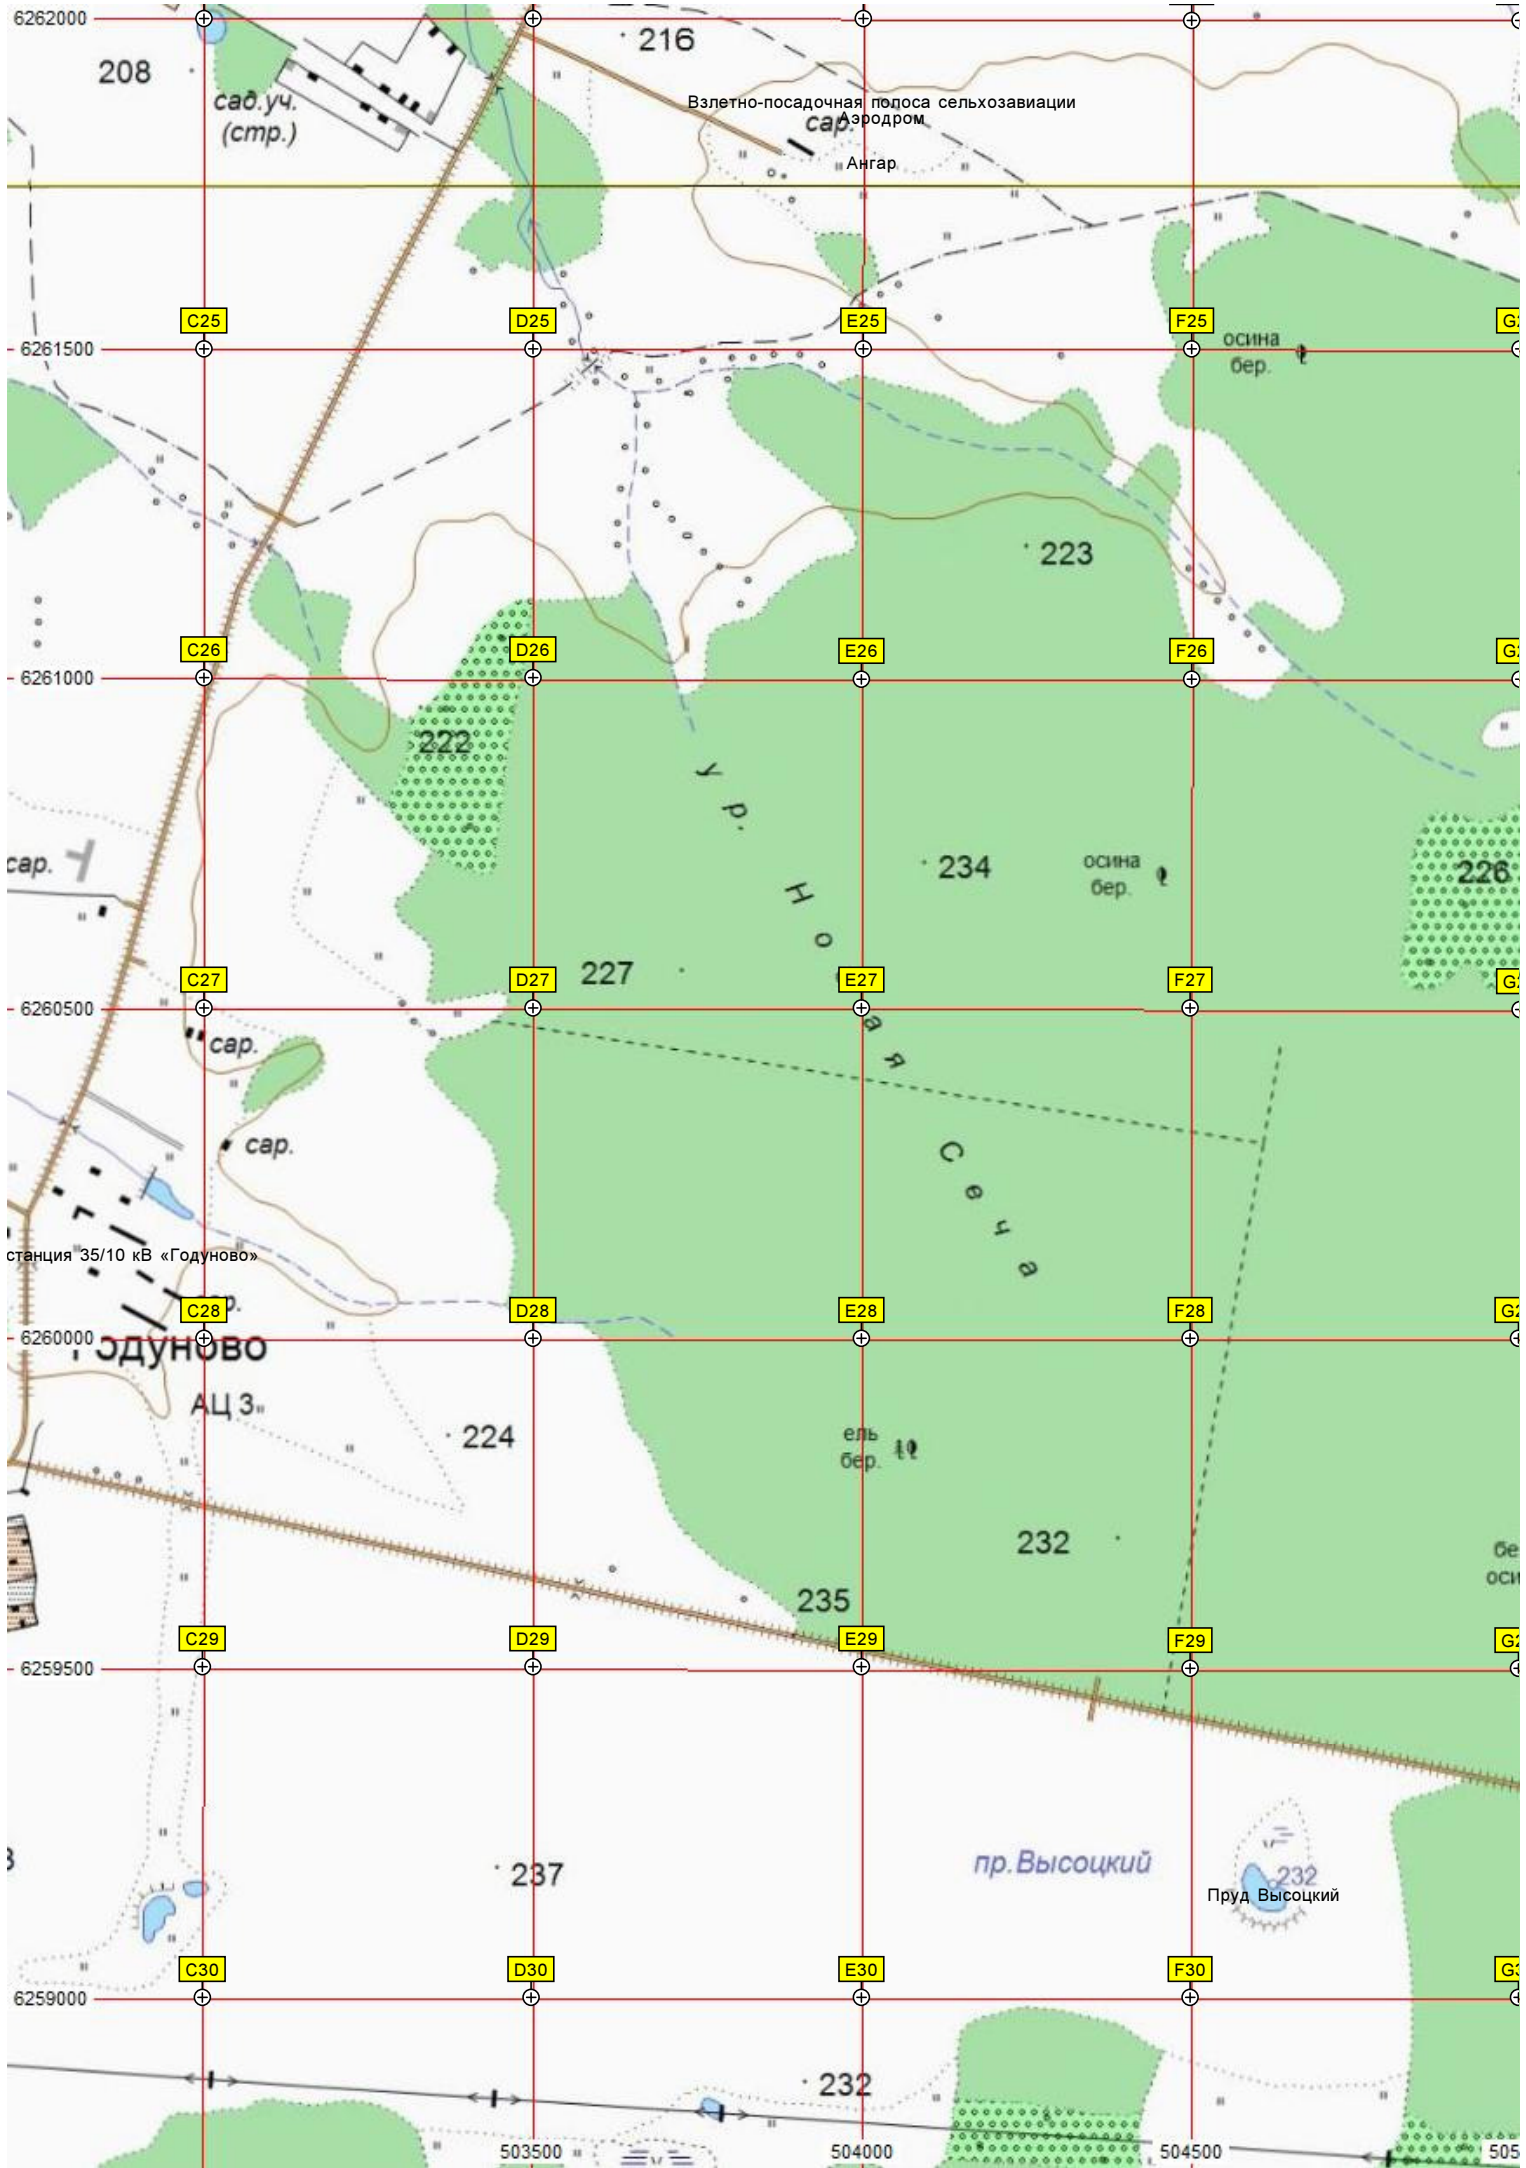 6262000
216
208
сад.уч.
(стр.)
Взлетно-посадочная полоса сельхозавиации
сар.
Аэродром
Ангар
C25
D25
E25
F25
6261500
осина
бер.
223
C26
D26
E26
F26
6261000
222
ур. Новая Сеча
234
осина
бер.
226
сар.
227
C27
D27
E27
F27
6260500
сар.
сар.
станция 35/10 кВ «Годуново»
C28
D28
E28
F28
6260000
Годуново
АЦ 3
224
ель
бер.
232
235
C29
D29
E29
F29
6259500
237
пр.Высоцкий
232
Пруд Высоцкий
C30
D30
E30
F30
6259000
232
503500
504000
504500